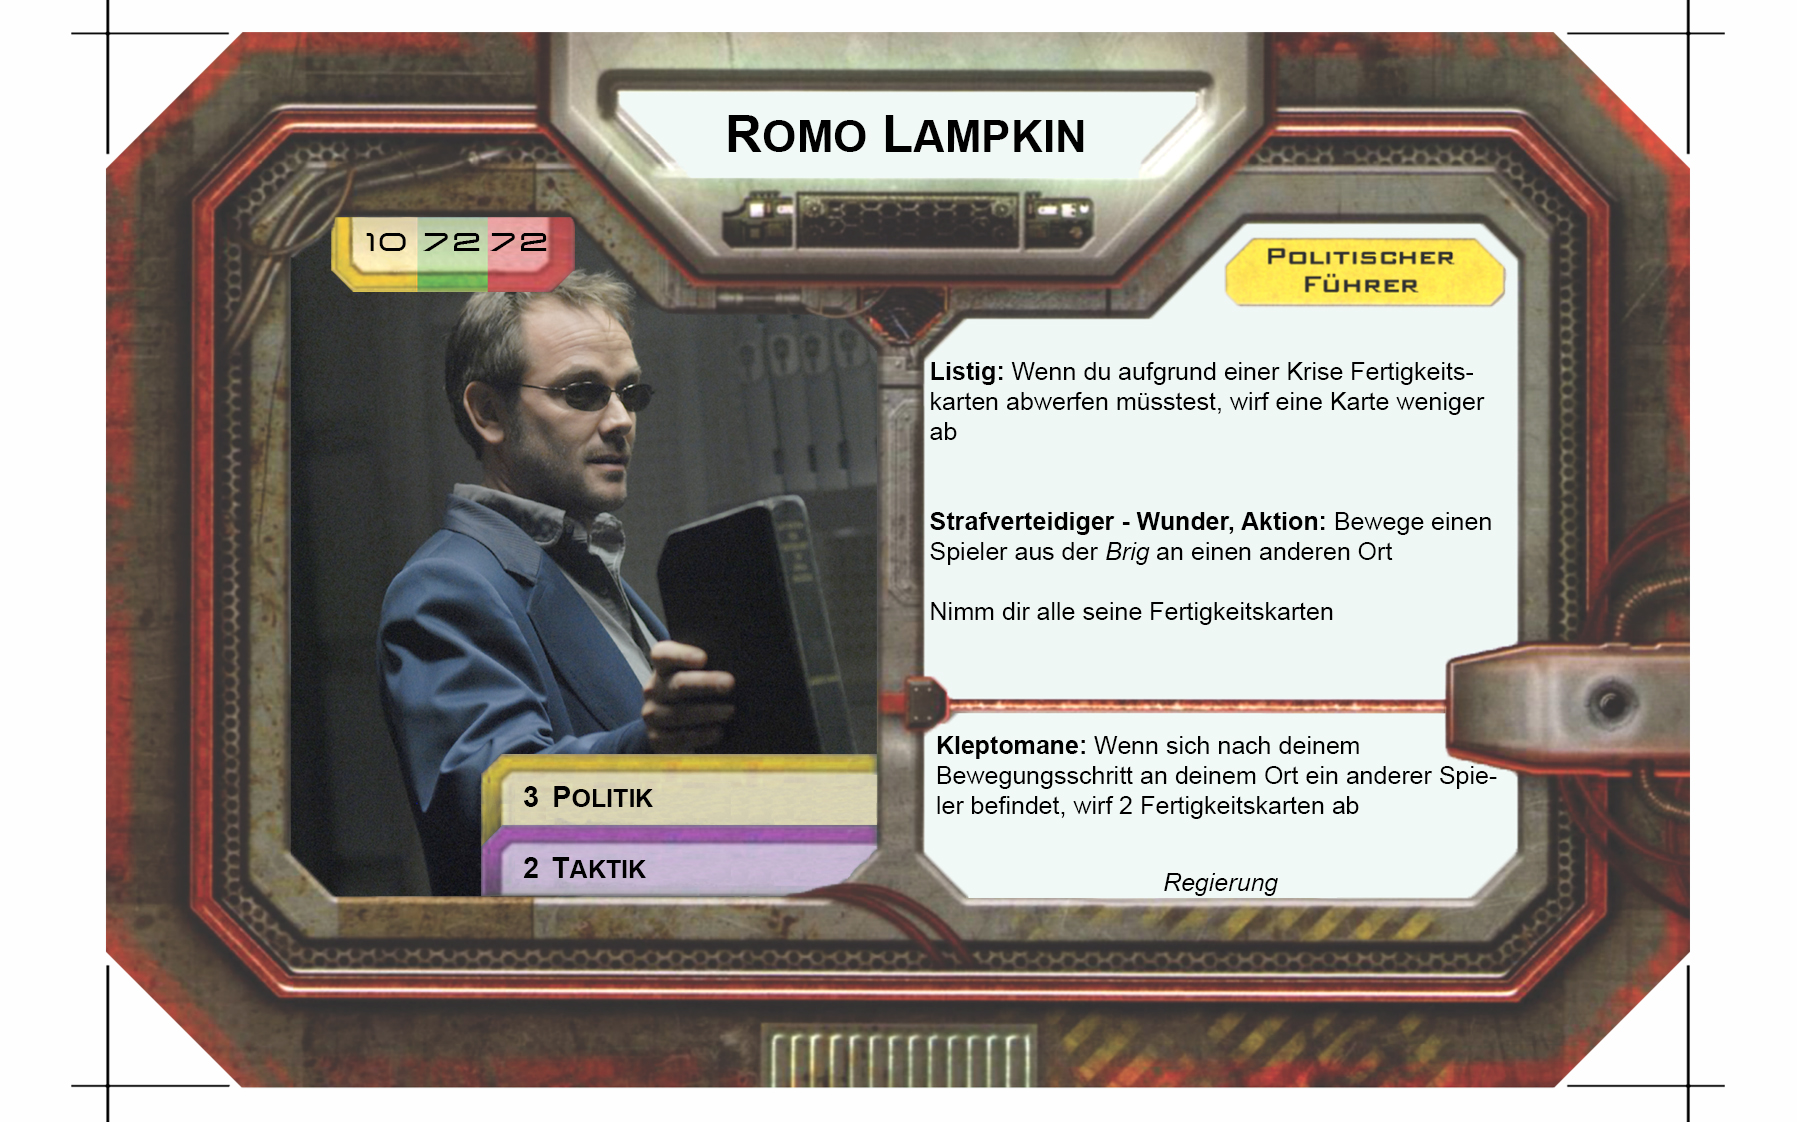 ROMO LAMPKIN
10 72 72
POLITISCHER
FÜHRER
Listig: Wenn du aufgrund einer Krise Fertigkeits-
karten abwerfen müsstest, wirf eine Karte weniger
ab
Strafverteidiger - Wunder, Aktion: Bewege einen
Spieler aus der Brig an einen anderen Ort
Nimm dir alle seine Fertigkeitskarten
Kleptomane: Wenn sich nach deinem
Bewegungsschritt an deinem Ort ein anderer Spie-
ler befindet, wirf 2 Fertigkeitskarten ab
Regierung
3 POLITIK
2 TAKTIK